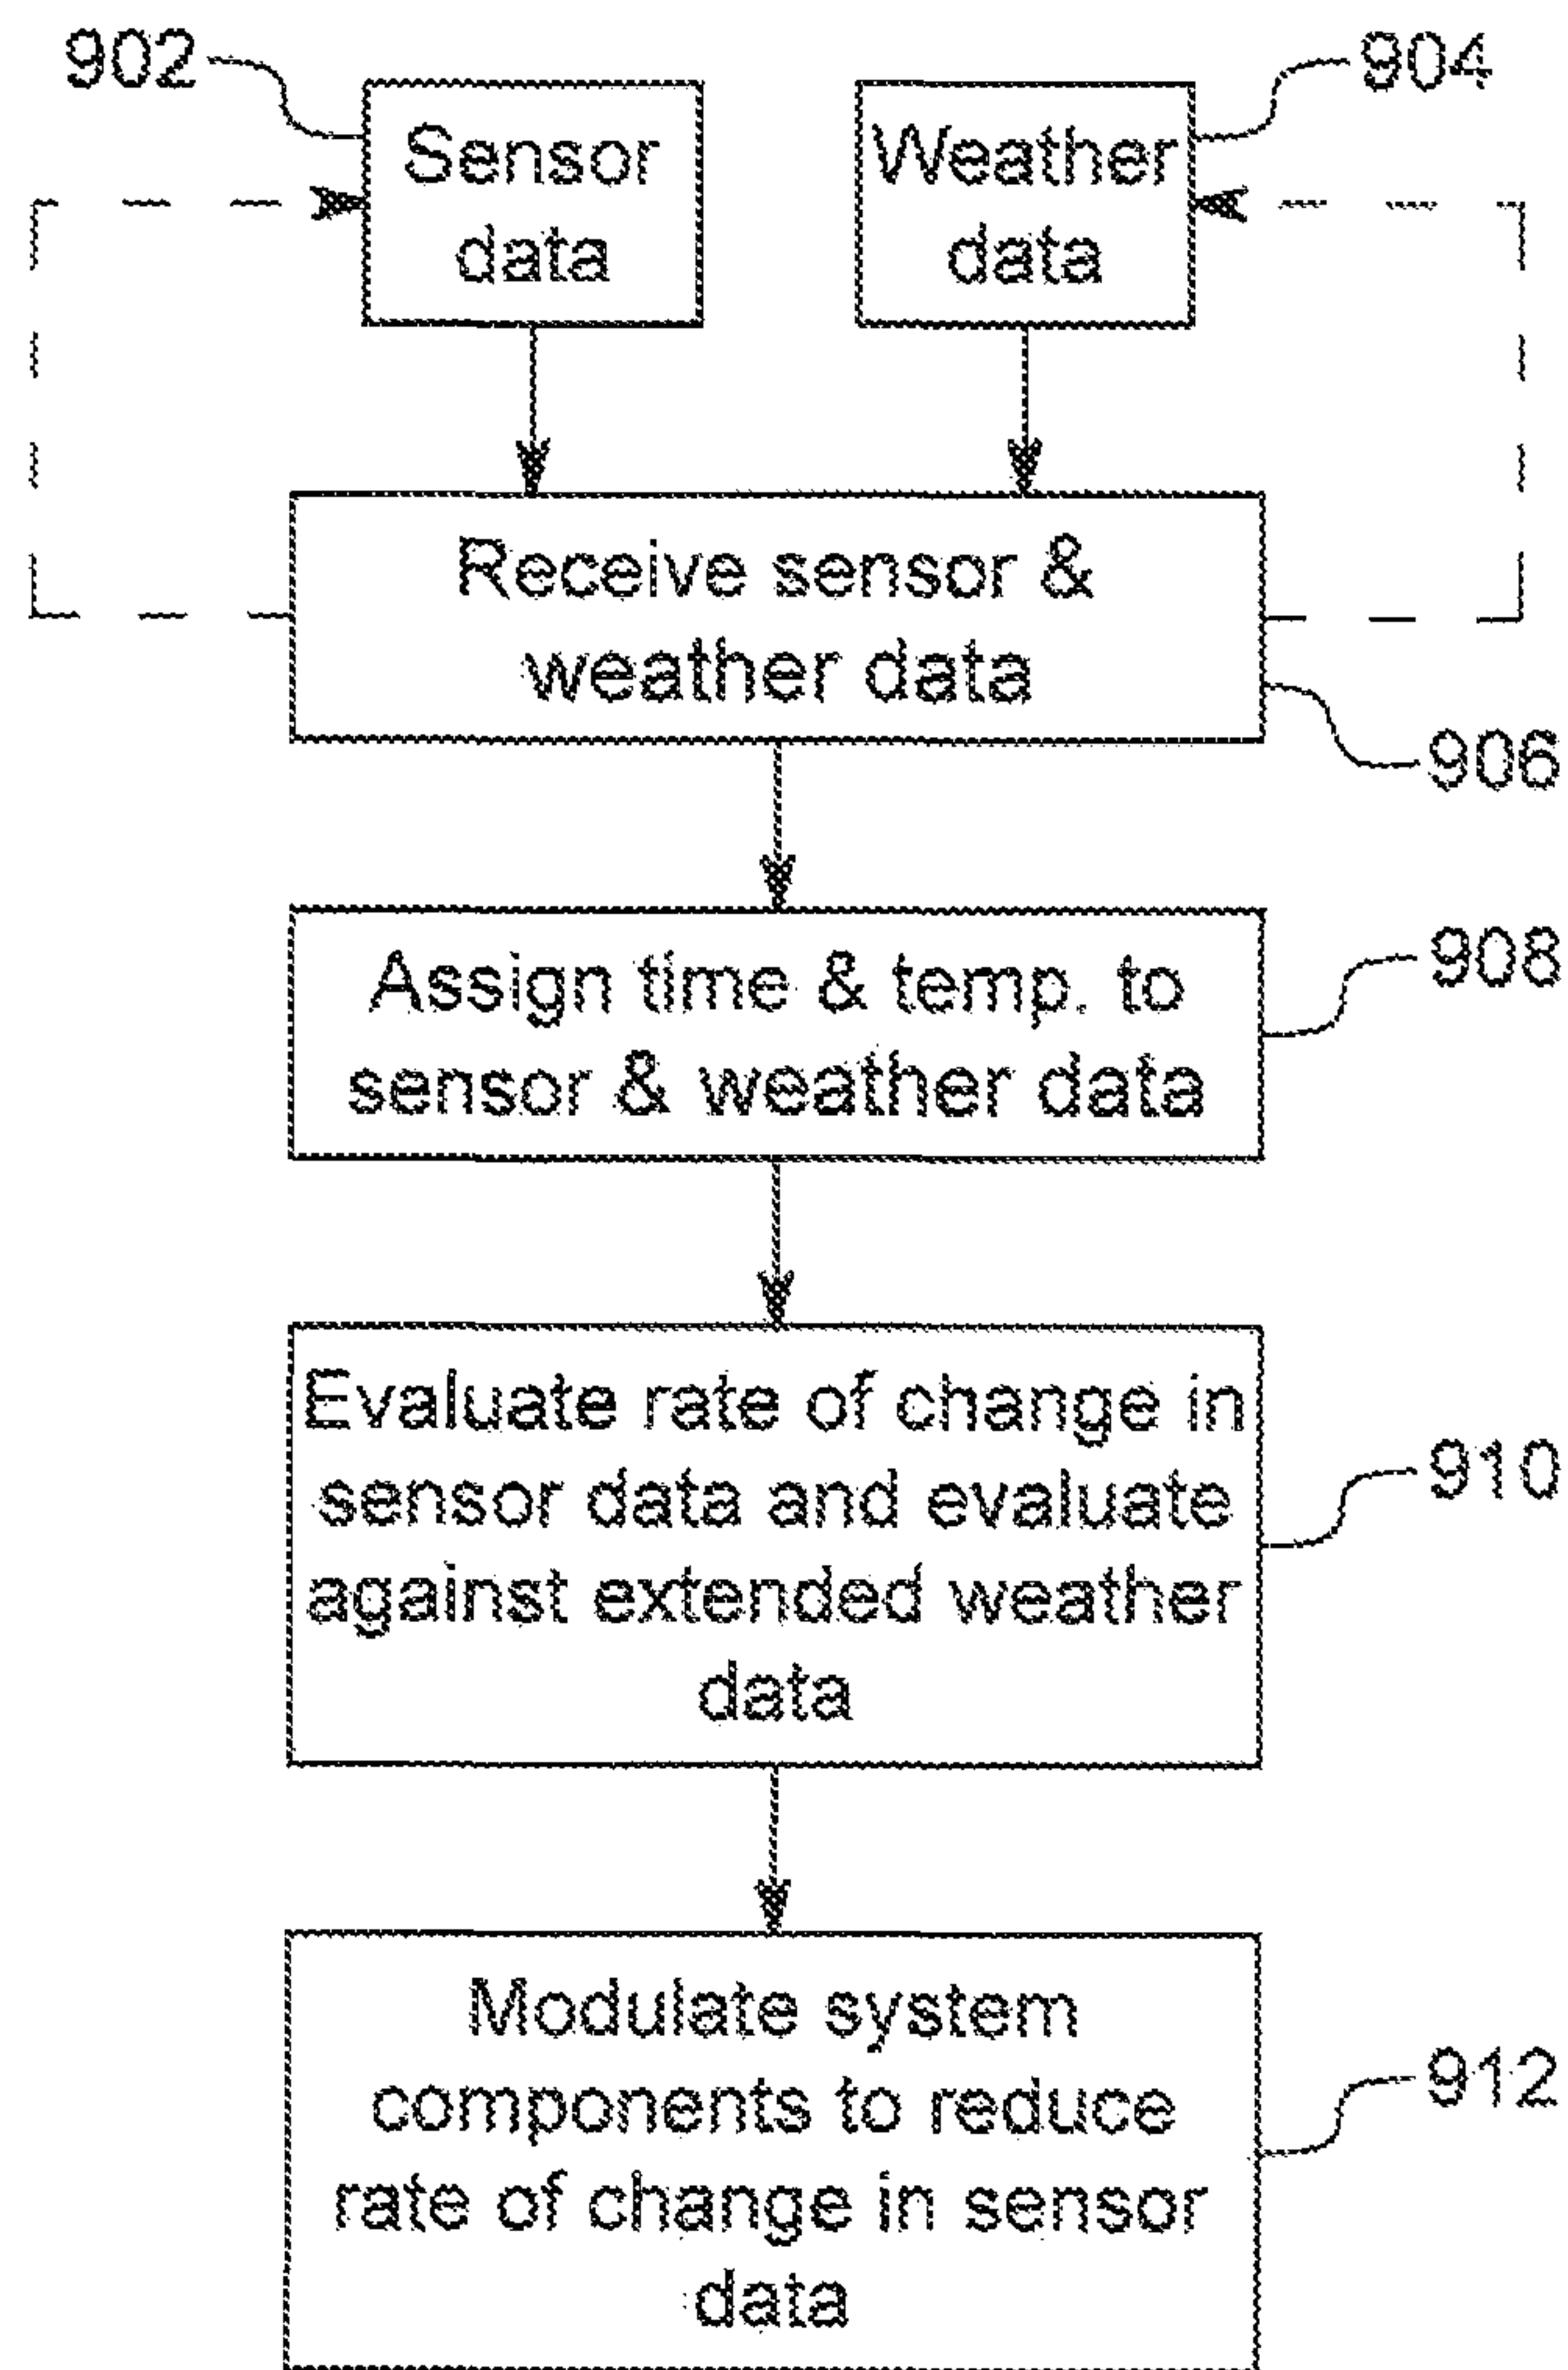 902
904
Sensor
data
Weather
data
Receive sensor &
weather data
906
Assign time & temp. to
sensor & weather data
908
Evaluate rate of change in
sensor data and evaluate
against extended weather
data
910
Modulate system
components to reduce
rate of change in sensor
data
912